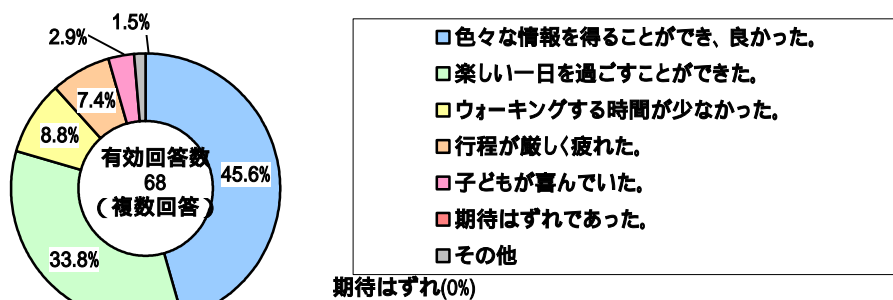 1.5%
2.9%
7.4%
8.8%
有効回答数
68
（複数回答）
45.6%
33.8%
色々な情報を得ることができ、良かった。
楽しい一日を過ごすことができた。
ウォーキングする時間が少なかった。
行程が厳しく疲れた。
子どもが喜んでいた。
期待はずれであった。
その他
期待はずれ(0%)